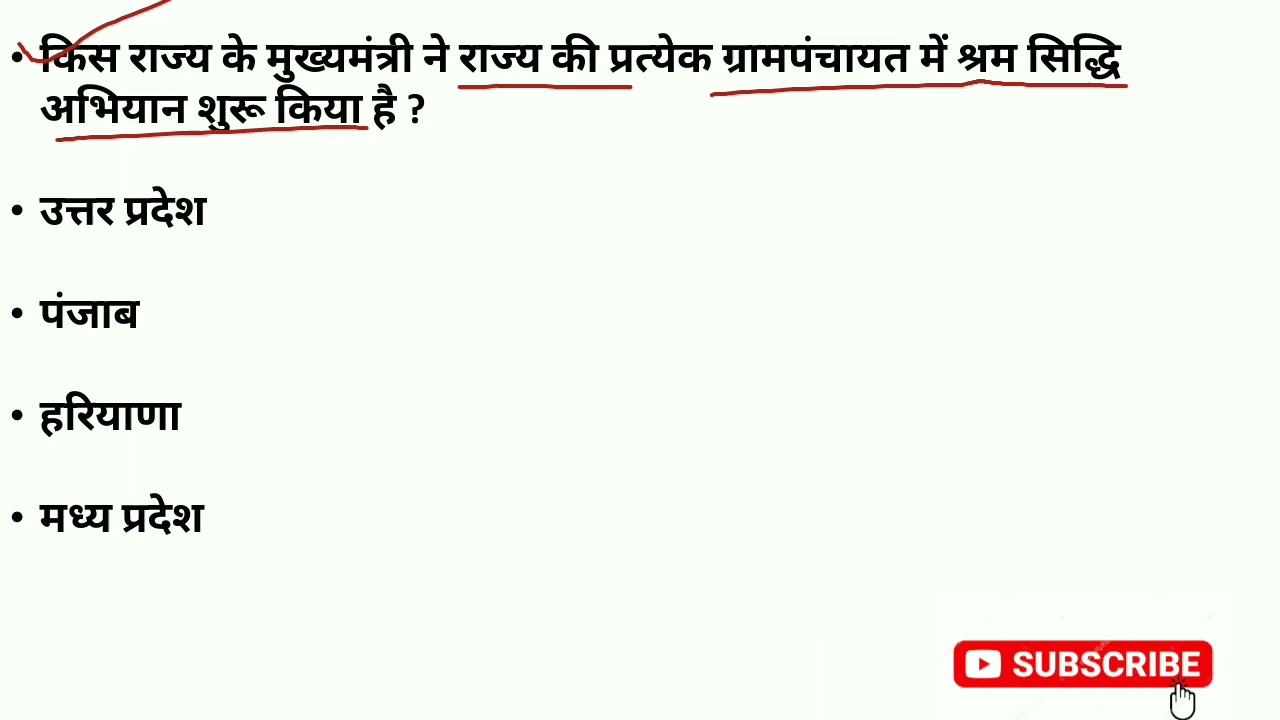 • किस राज्य के मुख्यमंत्री ने राज्य की प्रत्येक ग्रामपंचायत में श्रम सिद्धि
अभियान शुरू किया है ?
• उत्तर प्रदेश
• पंजाब
• हरियाणा
• मध्य प्रदेश
SUBSCRIBE